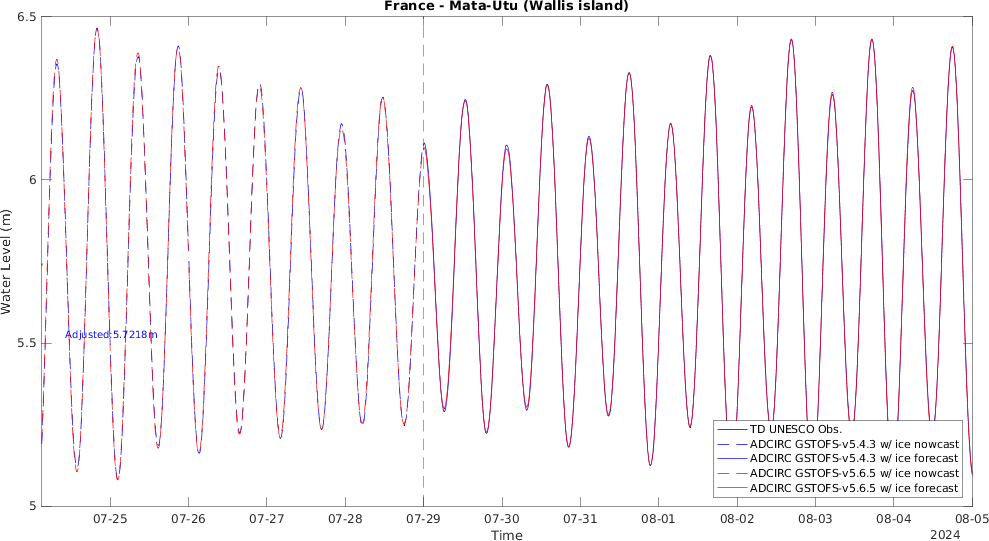 France - Mata-Utu (Wallis island)
6.5
6
5.5
5
Water Level (m)
Adjusted:5.7218m
TD UNESCO Obs.
ADCIRC GSTOFS-v5.4.3 w/ ice nowcast
ADCIRC GSTOFS-v5.4.3 w/ ice forecast
ADCIRC GSTOFS-v5.6.5 w/ ice nowcast
ADCIRC GSTOFS-v5.6.5 w/ ice forecast
07-25 07-26 07-27 07-28 07-29 07-30 07-31 08-01 08-02 08-03 08-04 08-05
Time
2024